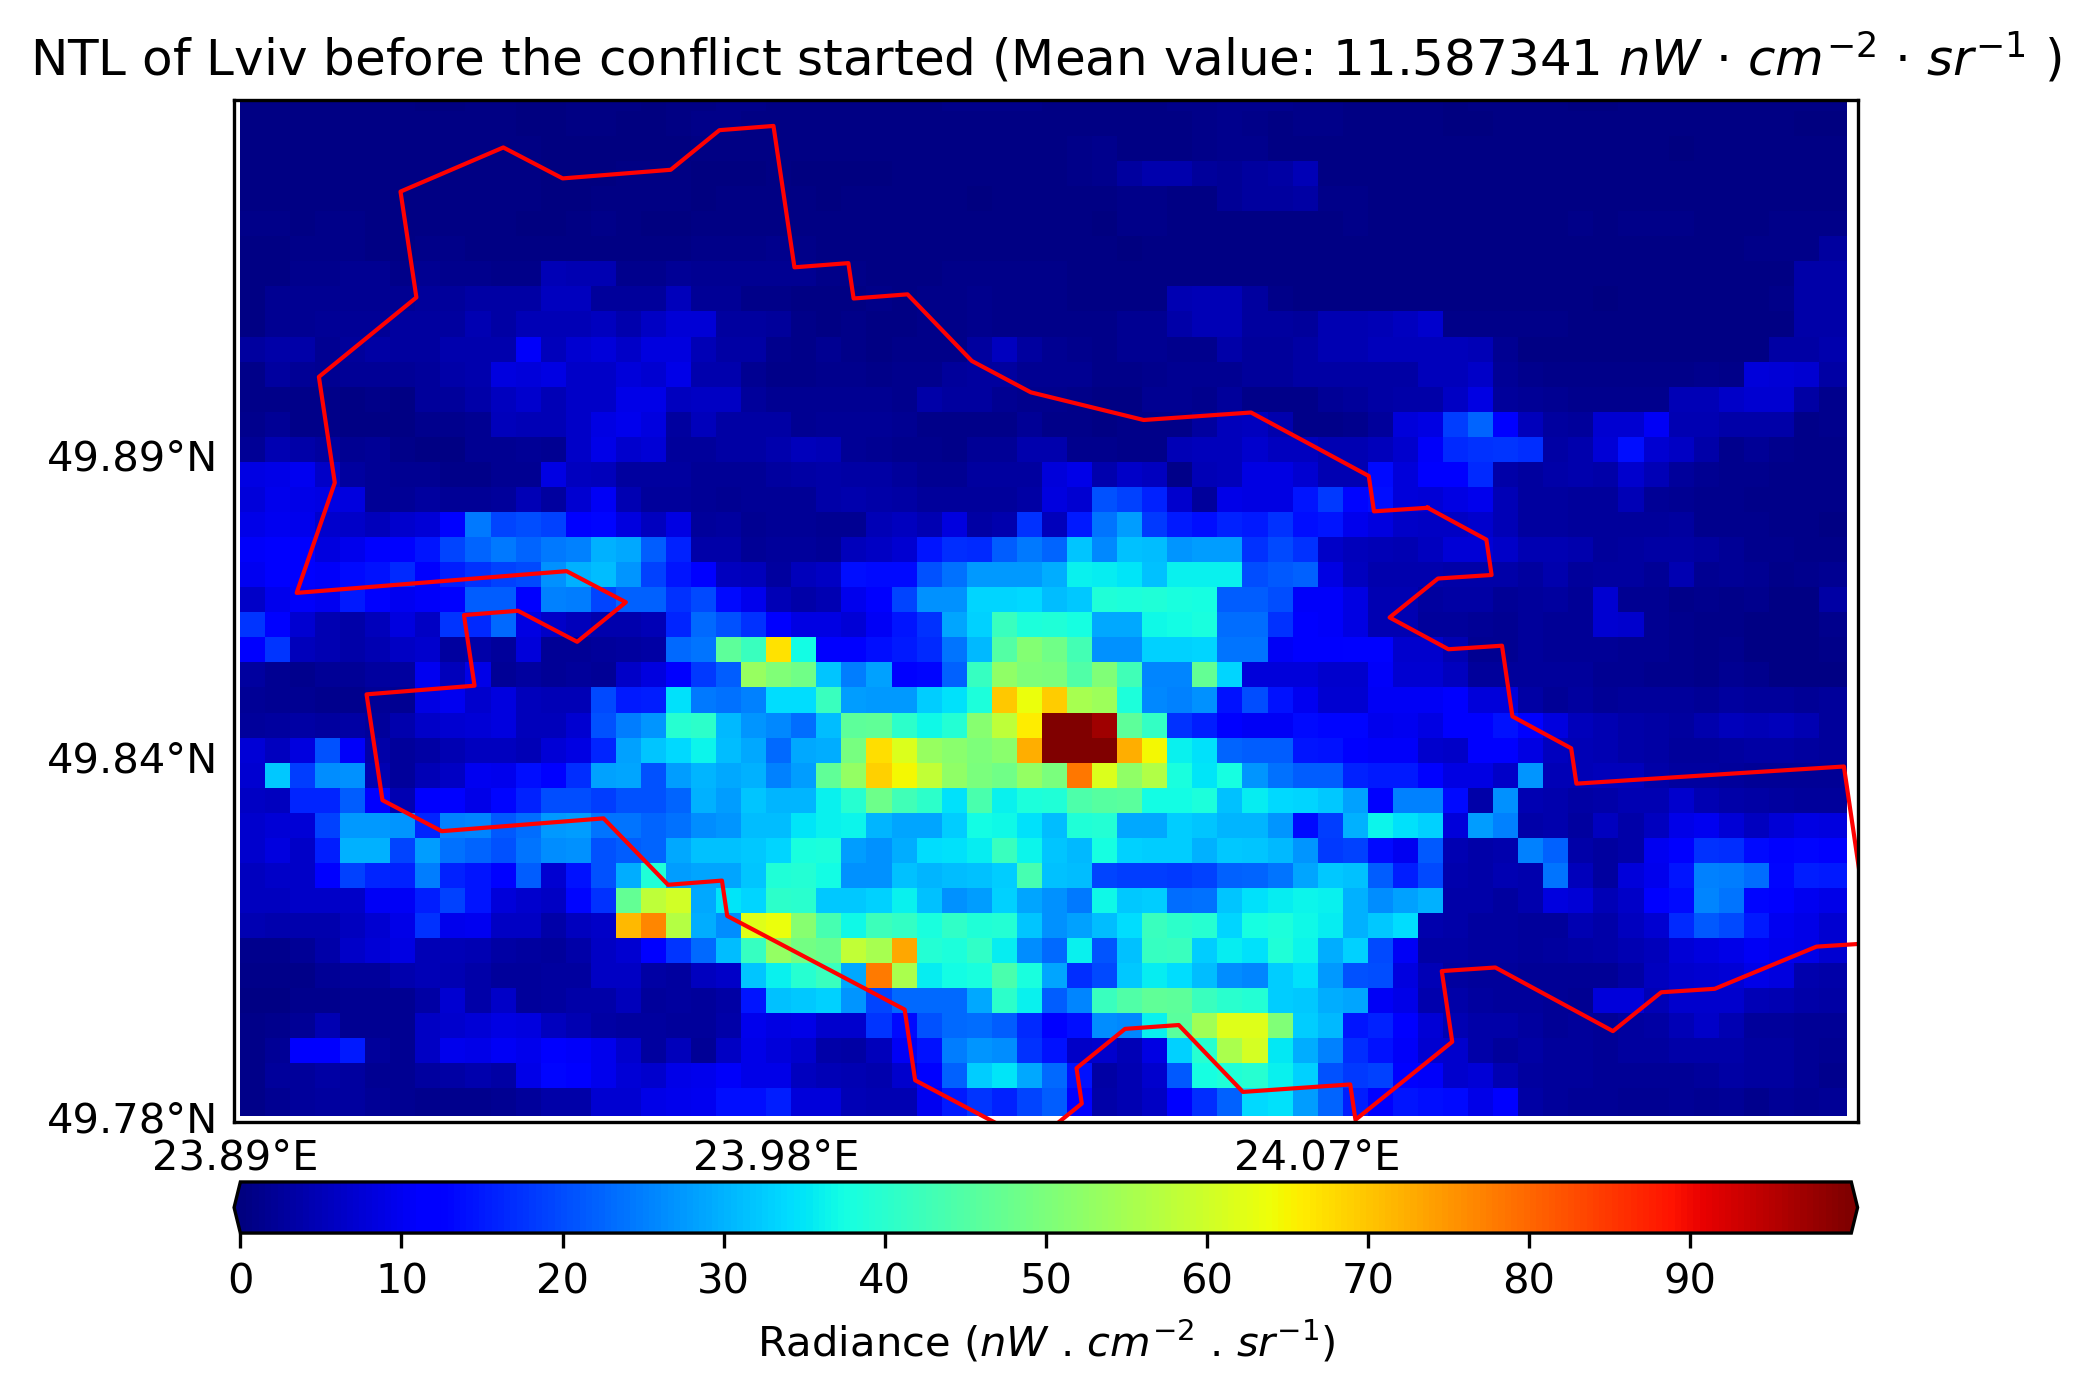 NTL of Lviv before the conflict started (Mean value: 11.587341 nW · cm⁻² · sr⁻¹ )
49.89°N
49.84°N
49.78°N
23.89°E 23.98°E 24.07°E
0 10 20 30 40 50 60 70 80 90
Radiance (nW . cm⁻² . sr⁻¹)